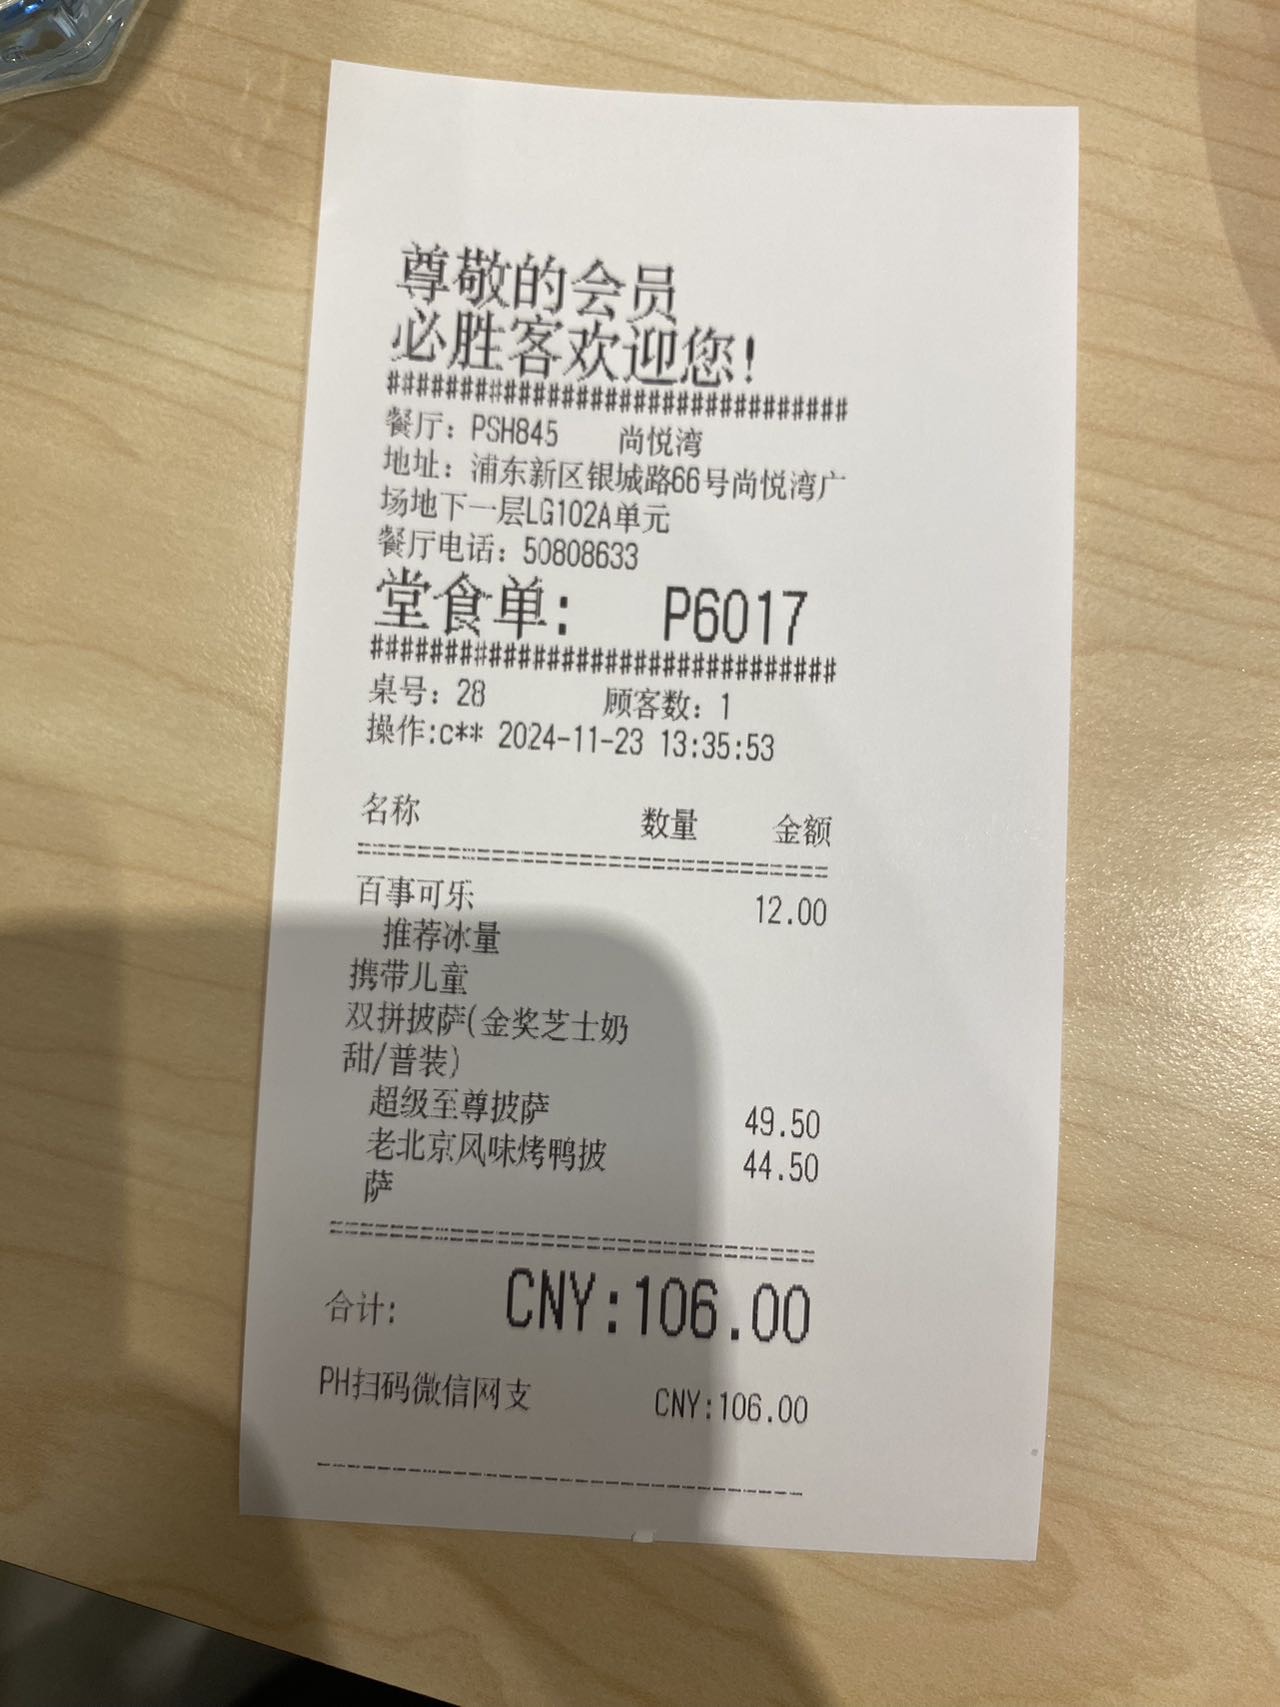 尊敬的会员
必胜客欢迎您!
################################
餐厅：PSH845 尚悦湾
地址：浦东新区银城路66号尚悦湾广
场地下一层LG102A单元
餐厅电话：50808633
堂食单： P6017
################################
桌号：28 顾客数：1
操作:c** 2024-11-23 13:35:53
名称 数量 金额
================================
百事可乐 12.00
推荐冰量
携带儿童
双拼披萨(金奖芝士奶
甜/普装)
超级至尊披萨 49.50
老北京风味烤鸭披 44.50
萨
================================
合计： CNY:106.00
PH扫码微信网支 CNY:106.00
--------------------------------